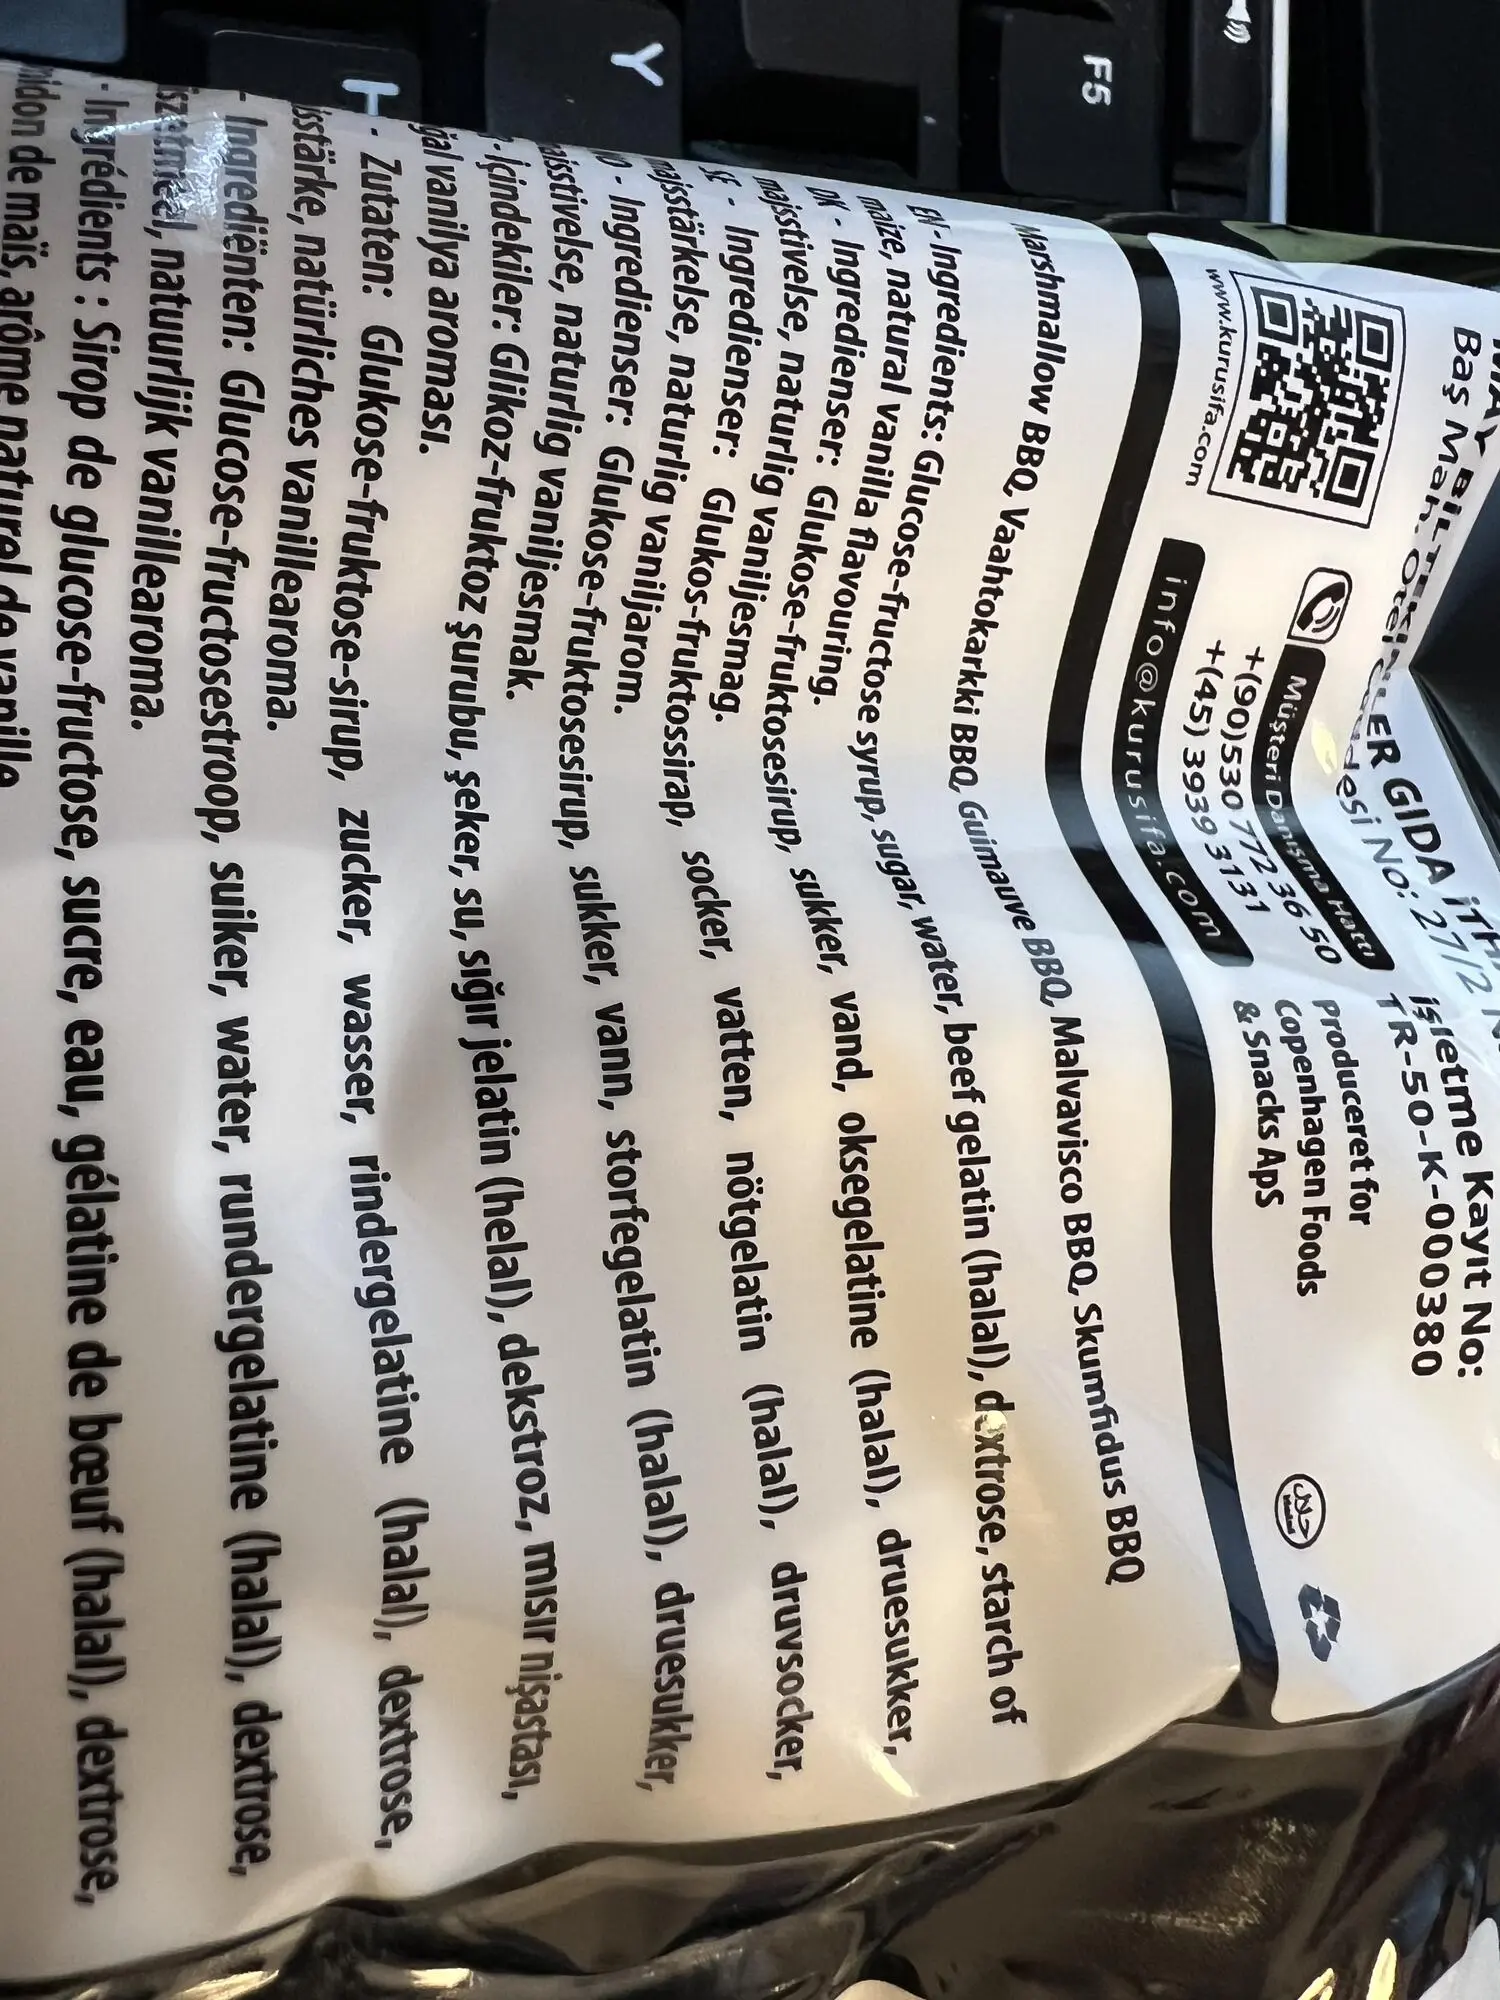 BİL TEK
ER GIDA İTH
Baş Mah. Otel
desi No: 27/2
İşletme Kayıt No:
TR-50-K-000380
Müşteri Danışma Hattı
+(90)530 772 36 50
+(45) 3939 3131
info@kurusifa.com
www.kurusifa.com
Produceret for
Copenhagen Foods
& Snacks ApS
حلال
Marshmallow BBQ, Vaahtokarkki BBQ, Guimauve BBQ, Malvavisco BBQ, Skumfidus BBQ
EN - Ingredients: Glucose-fructose syrup, sugar, water, beef gelatin (halal), dextrose, starch of
maize, natural vanilla flavouring.
DK - Ingredienser: Glukose-fruktosesirup, sukker, vand, oksegelatine (halal), druesukker,
majsstivelse, naturlig vaniljesmag.
SE - Ingredienser: Glukos-fruktossirap, socker, vatten, nötgelatin (halal), druvsocker,
majsstärkelse, naturlig vaniljarom.
NO - Ingredienser: Glukose-fruktosesirup, sukker, vann, storfegelatin (halal), druesukker,
maisstivelse, naturlig vaniljesmak.
- İçindekiler: Glikoz-fruktoz şurubu, şeker, su, sığır jelatin (helal), dekstroz, mısır nişastası,
vanilya aroması.
- Zutaten: Glukose-fruktose-sirup, zucker, wasser, rindergelatine (halal), dextrose,
natürliches vanillearoma.
- Ingrediënten: Glucose-fructosestroop, suiker, water, rundergelatine (halal), dextrose,
natuurlijk vanillearoma.
- Ingrédients : Sirop de glucose-fructose, sucre, eau, gélatine de bœuf (halal), dextrose,
de maïs, arôme naturel de vanille
H
Y
F5